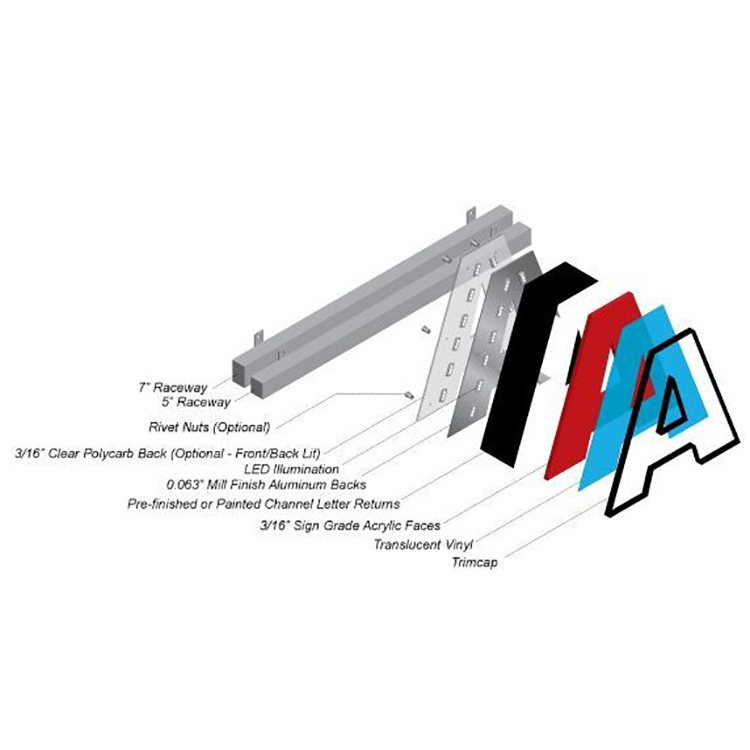 7" Raceway
5" Raceway
Rivet Nuts (Optional)
3/16" Clear Polycarb Back (Optional - Front/Back Lit)
LED Illumination
0.063" Mill Finish Aluminum Backs
Pre-finished or Painted Channel Letter Returns
3/16" Sign Grade Acrylic Faces
Translucent Vinyl
Trimcap
A